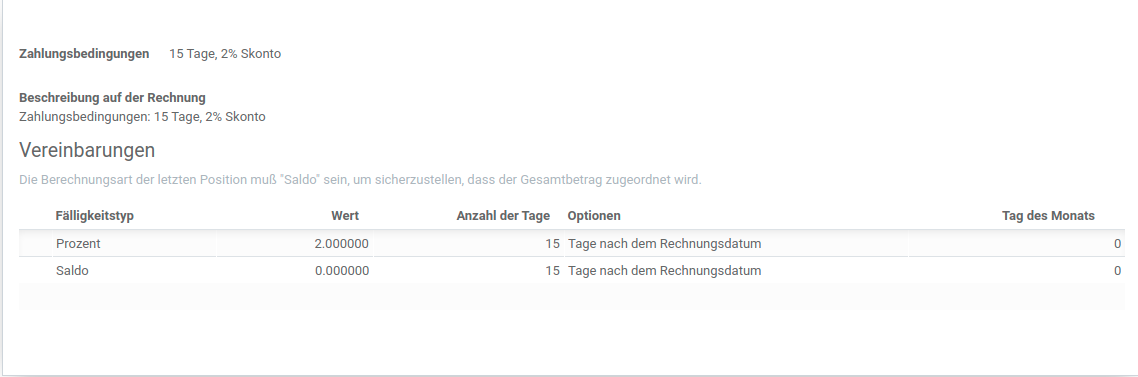 Zahlungsbedingungen 15 Tage, 2% Skonto
Beschreibung auf der Rechnung
Zahlungsbedingungen: 15 Tage, 2% Skonto
Vereinbarungen
Die Berechnungsart der letzten Position muß "Saldo" sein, um sicherzustellen, dass der Gesamtbetrag zugeordnet wird.
Fälligkeitstyp Wert Anzahl der Tage Optionen Tag des Monats
Prozent 2.000000 15 Tage nach dem Rechnungsdatum 0
Saldo 0.000000 15 Tage nach dem Rechnungsdatum 0